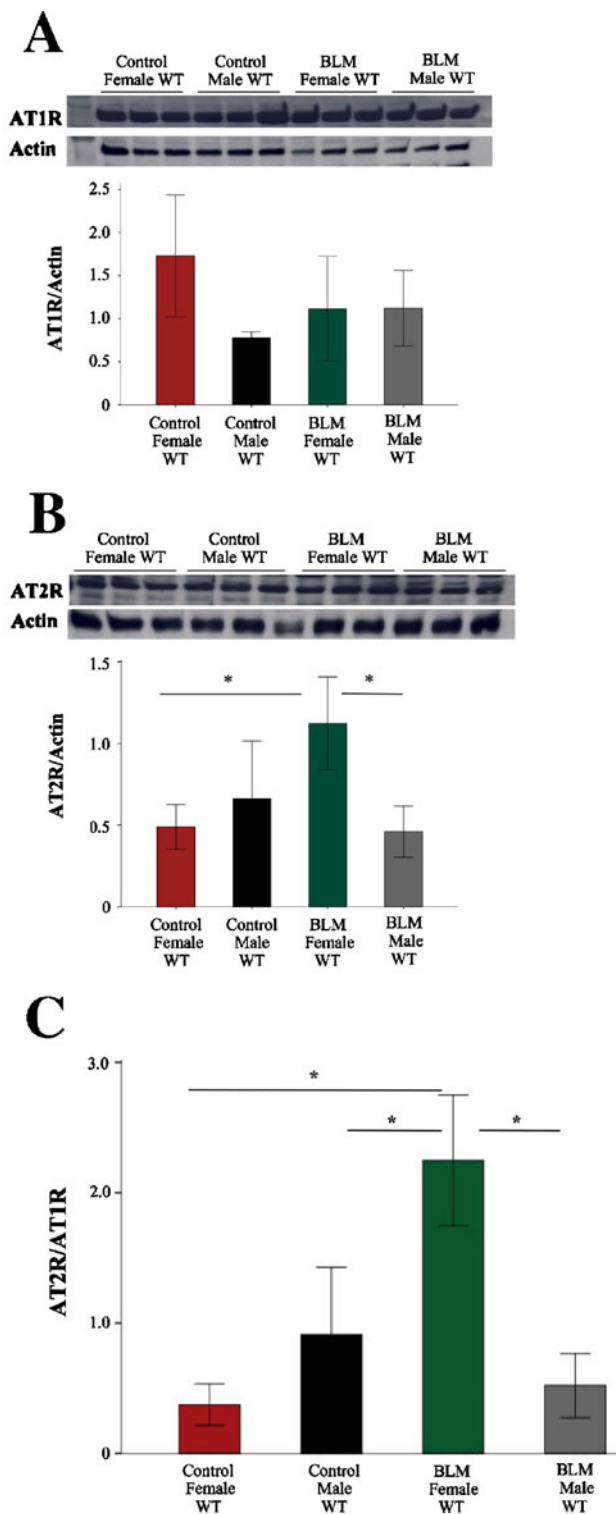 A
Control Control BLM BLM
Female WT Male WT Female WT Male WT
AT1R
Actin
2.5
2.0
1.5
1.0
0.5
0
AT1R/Actin
Control Control BLM BLM
Female Male Female Male
WT WT WT WT
B
Control Control BLM BLM
Female WT Male WT Female WT Male WT
AT2R
Actin
1.5
* *
1.0
0.5
0
AT2R/Actin
Control Control BLM BLM
Female Male Female Male
WT WT WT WT
C
3.0
*
* *
2.0
1.0
0
AT2R/AT1R
Control Control BLM BLM
Female Male Female Male
WT WT WT WT